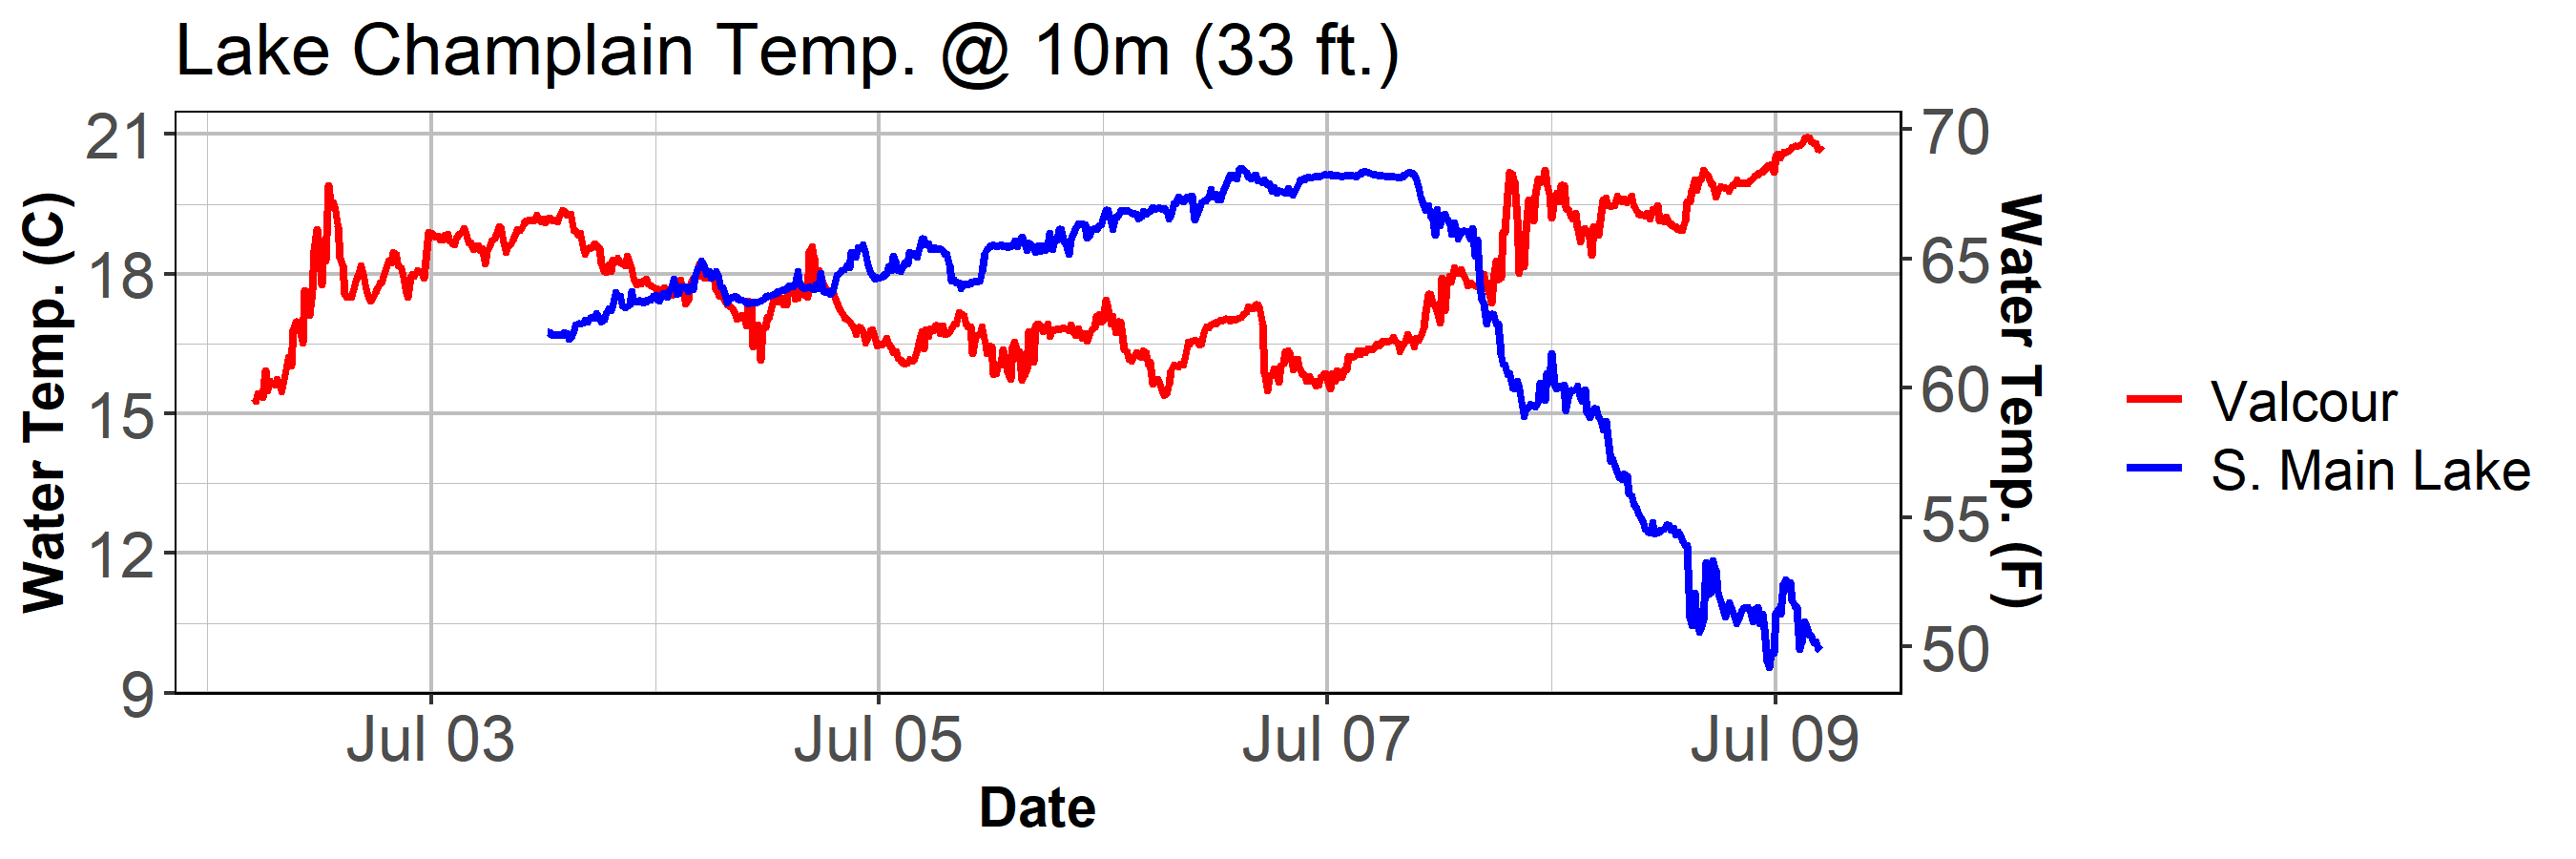 Lake Champlain Temp. @ 10m (33 ft.)
Water Temp. (C)
21
18
15
12
9
70
65
60
55
50
Water Temp. (F)
Jul 03 Jul 05 Jul 07 Jul 09
Date
Valcour
S. Main Lake